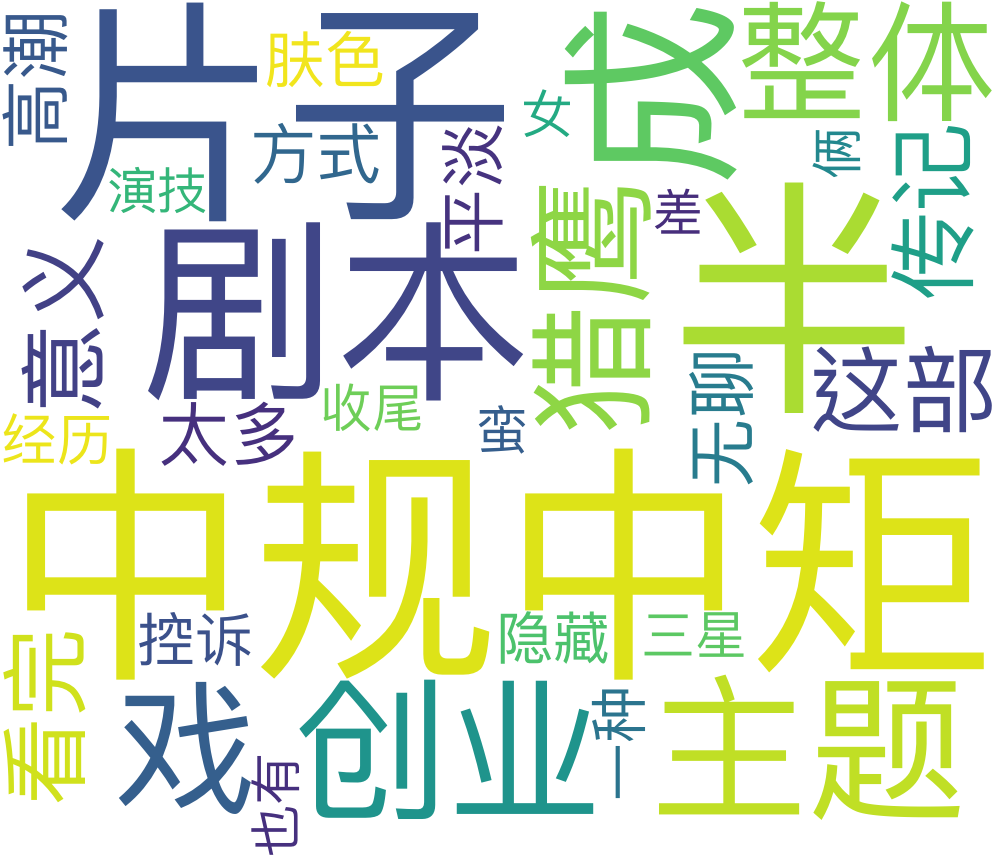 高潮
片子
肤色
成
整体
女
俩
方式
平淡
演技
猎鹰
差
传记
半
剧本
意义
无聊
这部
收尾
太多
蛮
经历
中规中矩
看完
控诉
隐藏
三星
戏
创业
一种
主题
也有